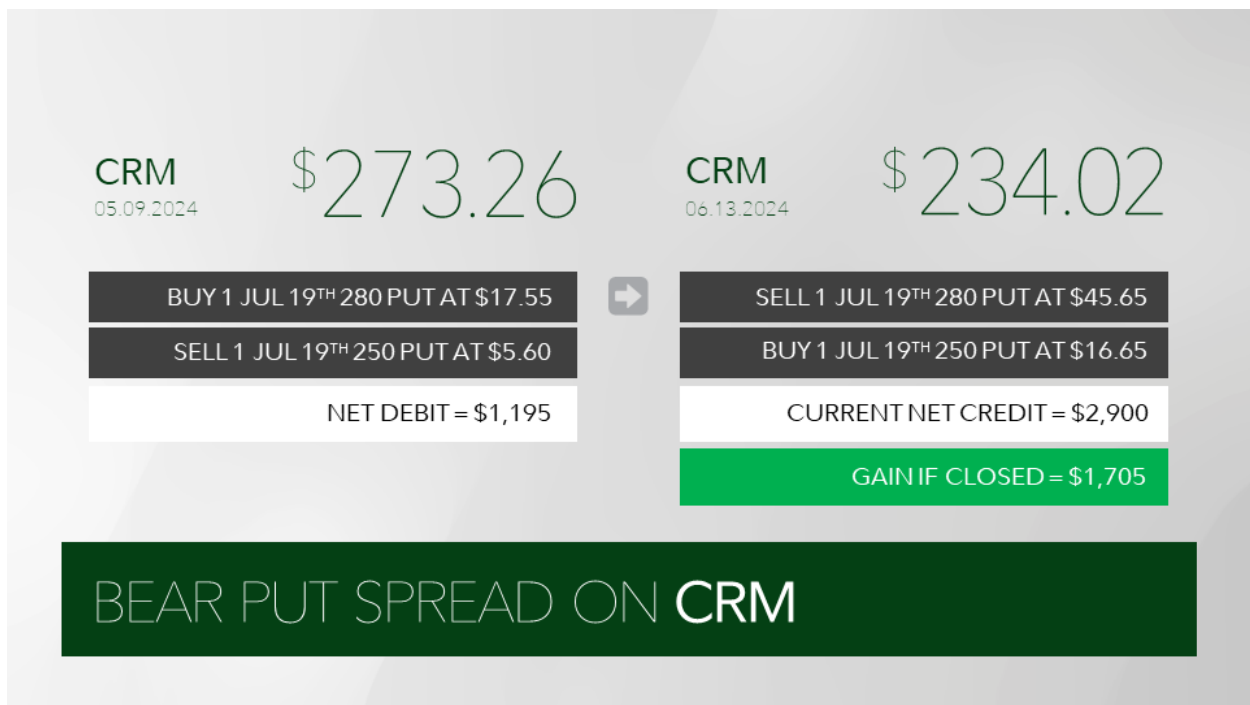 CRM
05.09.2024
$273.26
BUY 1 JUL 19TH 280 PUT AT $17.55
SELL 1 JUL 19TH 250 PUT AT $5.60
NET DEBIT = $1,195
CRM
06.13.2024
$234.02
SELL 1 JUL 19TH 280 PUT AT $45.65
BUY 1 JUL 19TH 250 PUT AT $16.65
CURRENT NET CREDIT = $2,900
GAIN IF CLOSED = $1,705
BEAR PUT SPREAD ON CRM